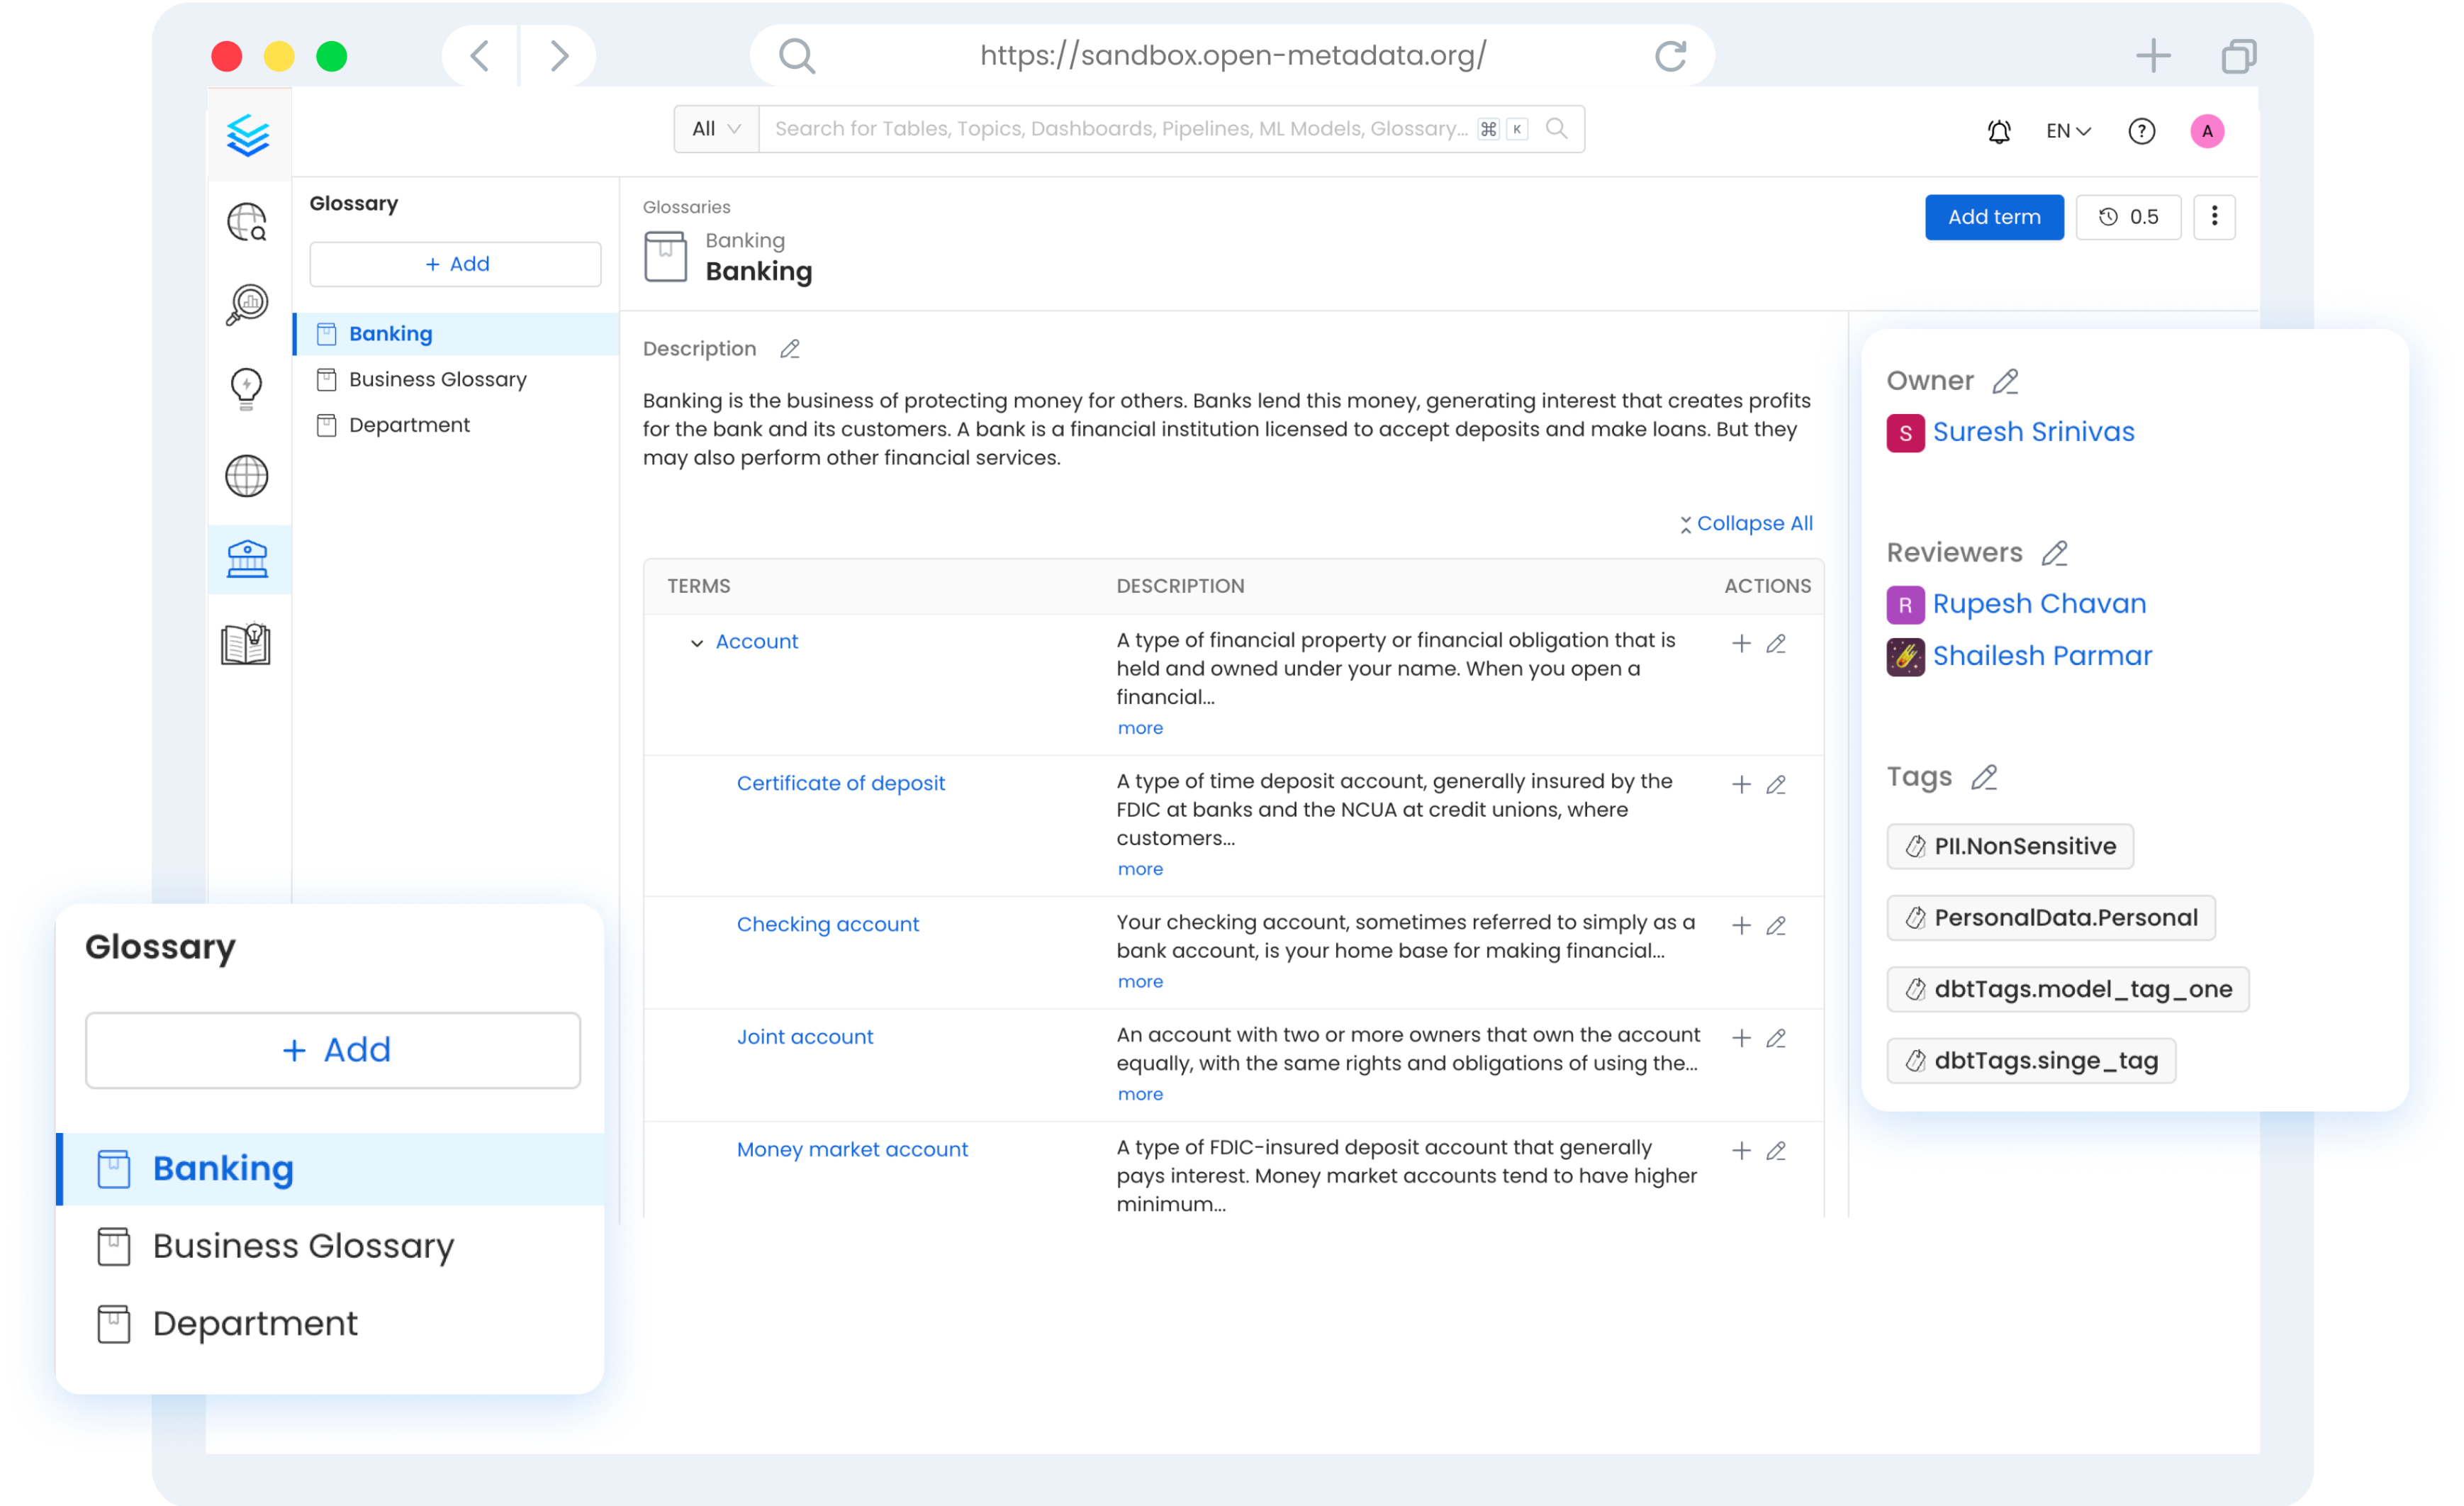 https://sandbox.open-metadata.org/
All
Search for Tables, Topics, Dashboards, Pipelines, ML Models, Glossary...
⌘ K
EN
?
A
Glossary
+ Add
Banking
Business Glossary
Department
Glossaries
Banking
Banking
Add term
0.5
Description
Banking is the business of protecting money for others. Banks lend this money, generating interest that creates profits
for the bank and its customers. A bank is a financial institution licensed to accept deposits and make loans. But they
may also perform other financial services.
Collapse All
TERMS DESCRIPTION ACTIONS
Account
A type of financial property or financial obligation that is
held and owned under your name. When you open a
financial...
more
Certificate of deposit
A type of time deposit account, generally insured by the
FDIC at banks and the NCUA at credit unions, where
customers...
more
Checking account
Your checking account, sometimes referred to simply as a
bank account, is your home base for making financial...
more
Joint account
An account with two or more owners that own the account
equally, with the same rights and obligations of using the...
more
Money market account
A type of FDIC-insured deposit account that generally
pays interest. Money market accounts tend to have higher
minimum...
Owner
S Suresh Srinivas
Reviewers
R Rupesh Chavan
Shailesh Parmar
Tags
PII.NonSensitive
PersonalData.Personal
dbtTags.model_tag_one
dbtTags.singe_tag
Glossary
+ Add
Banking
Business Glossary
Department